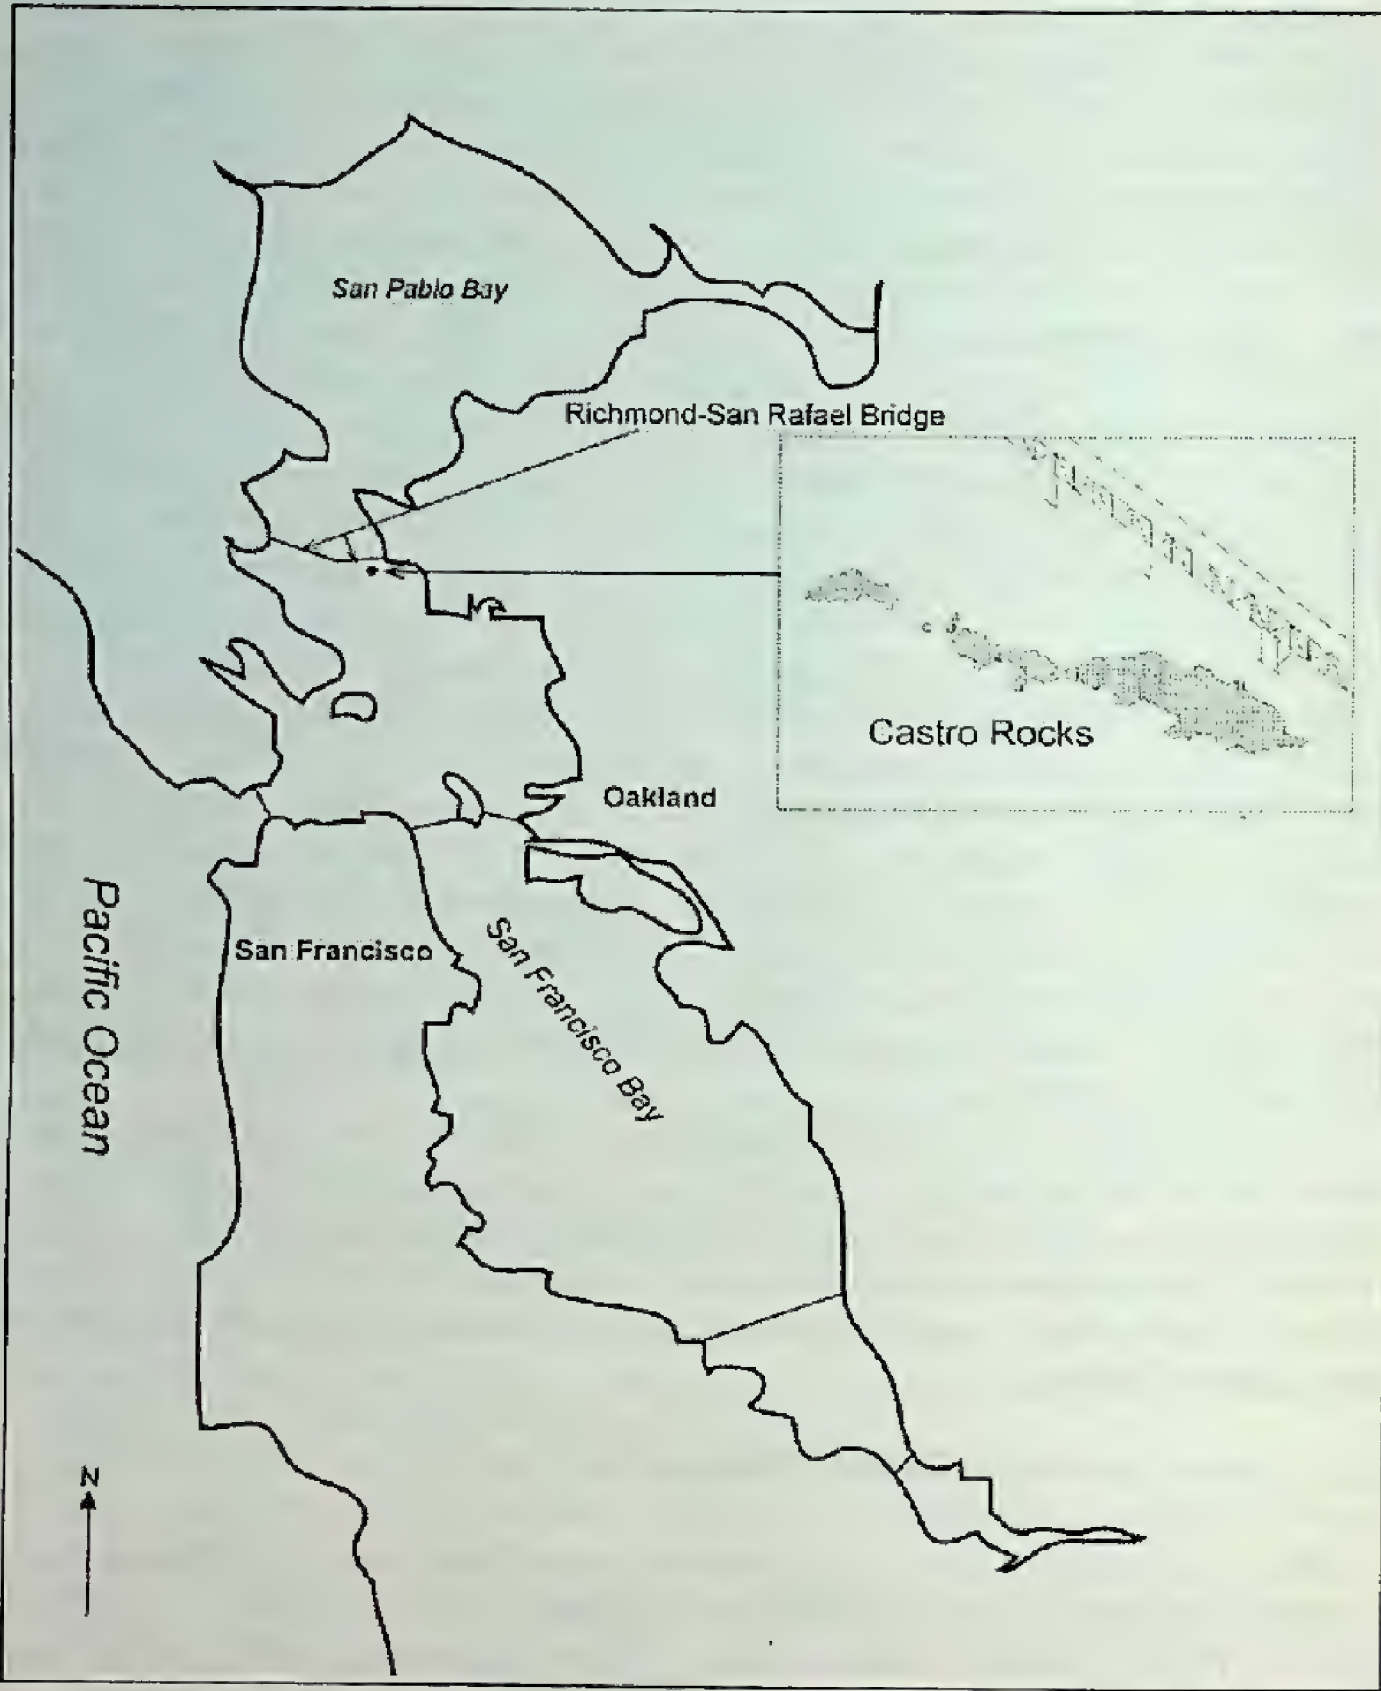 San Pablo Bay
Richmond-San Rafael Bridge
Castro Rocks
Oakland
San Francisco
San Francisco Bay
Pacific Ocean
N